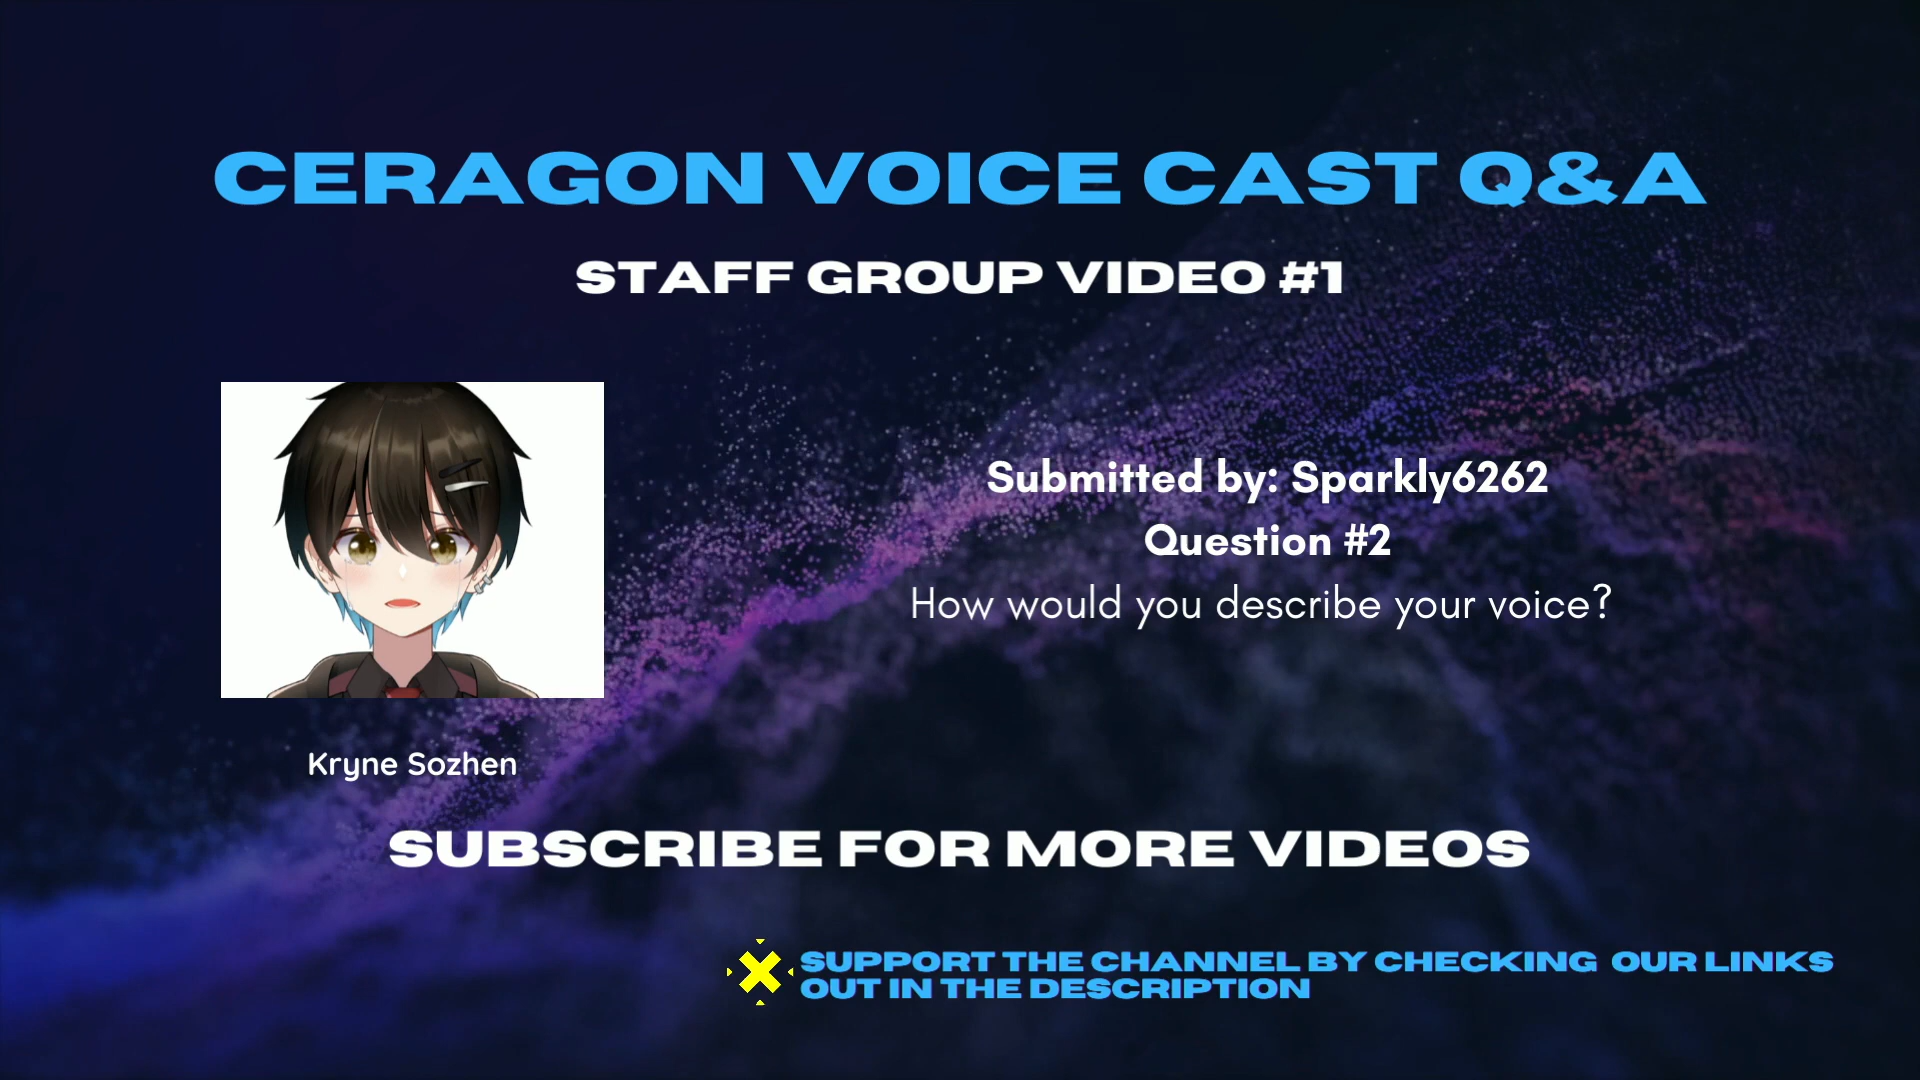 CERAGON VOICE CAST Q&A
STAFF GROUP VIDEO #1
Submitted by: Sparkly6262
Question #2
How would you describe your voice?
Kryne Sozhen
SUBSCRIBE FOR MORE VIDEOS
SUPPORT THE CHANNEL BY CHECKING OUR LINKS
OUT IN THE DESCRIPTION